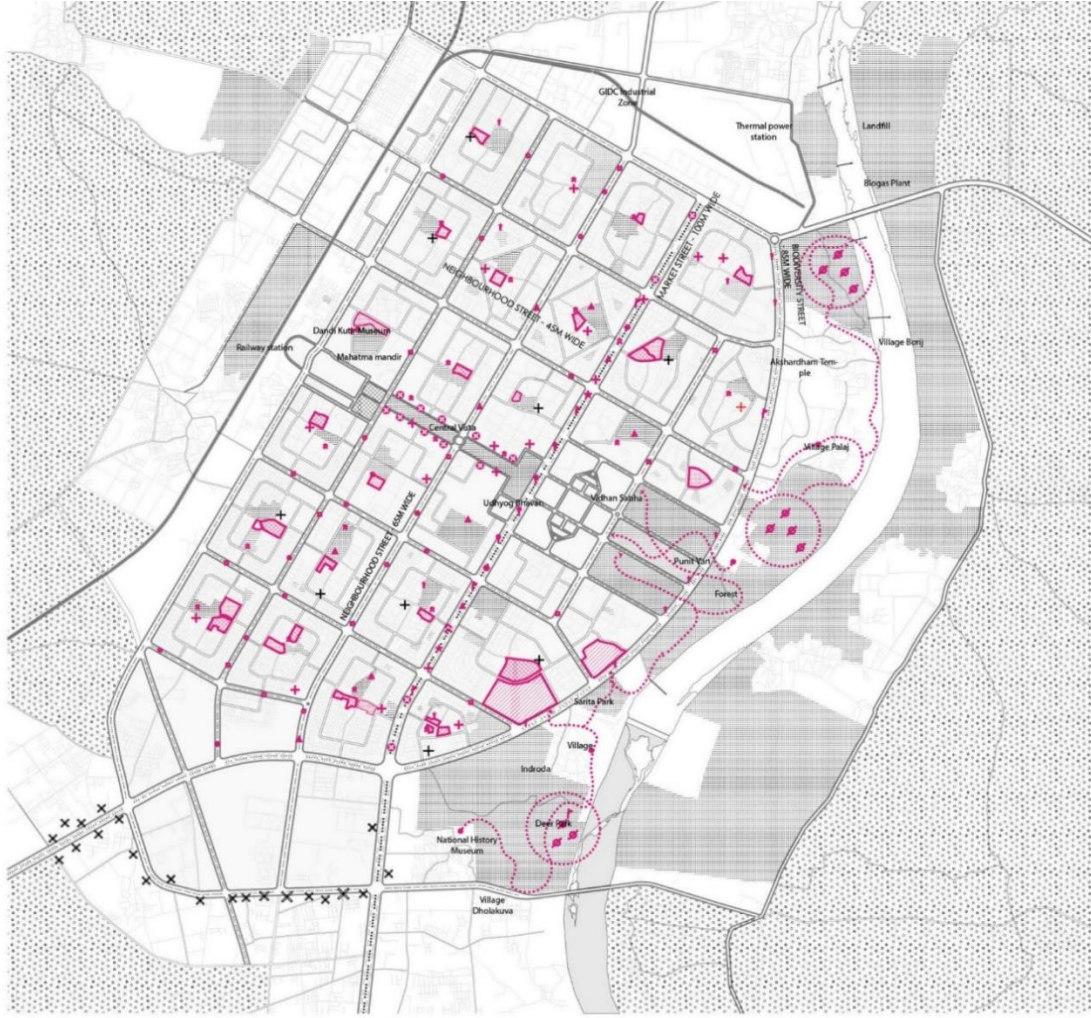 GIDC Industrial
Zone
Thermal power
station
Landfill
Biogas Plant
MARKET STREET - 100M WIDE
BIODIVERSITY STREET
- 85M WIDE
NEIGHBOURHOOD STREET - 45M WIDE
Dandi Kutir Museum
Railway station
Mahatma mandir
Village Borij
Akshardham Tem-
ple
Central Vista
Village Palaj
Udhyog Bhavan
Vidhan Sabha
NEIGHBOURHOOD STREET - 65M WIDE
Punit Van
Forest
Sarita Park
Village
Indroda
Deer Park
National History
Museum
Village
Dholakuva